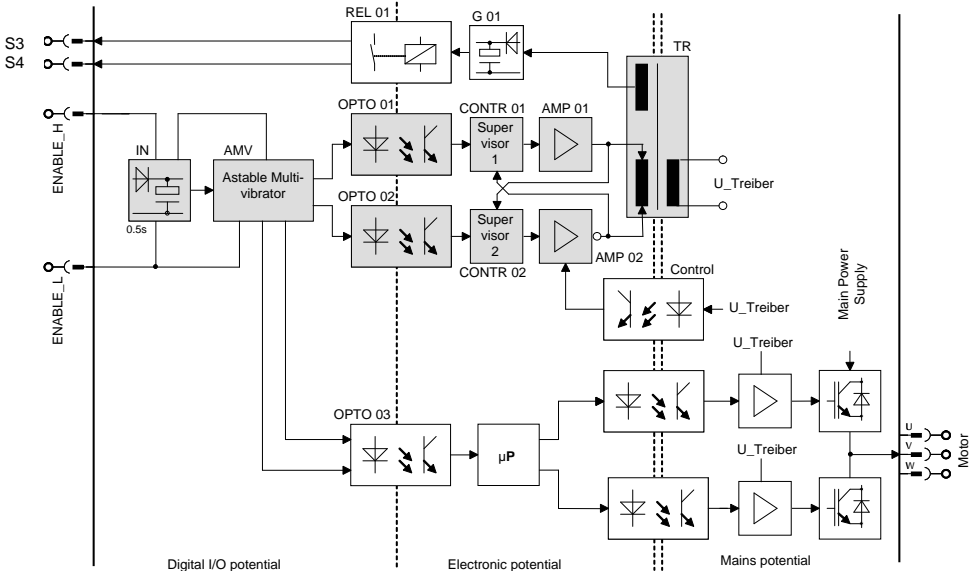 REL 01
G 01
S3
S4
TR
ENABLE_H
OPTO 01
CONTR 01
AMP 01
Super
visor
1
IN
AMV
Astable Multi-
vibrator
0.5s
U_Treiber
OPTO 02
Super
visor
2
CONTR 02
AMP 02
ENABLE_L
Control
U_Treiber
Main Power
Supply
U_Treiber
OPTO 03
µP
U_Treiber
U
V
W
Motor
Digital I/O potential
Electronic potential
Mains potential